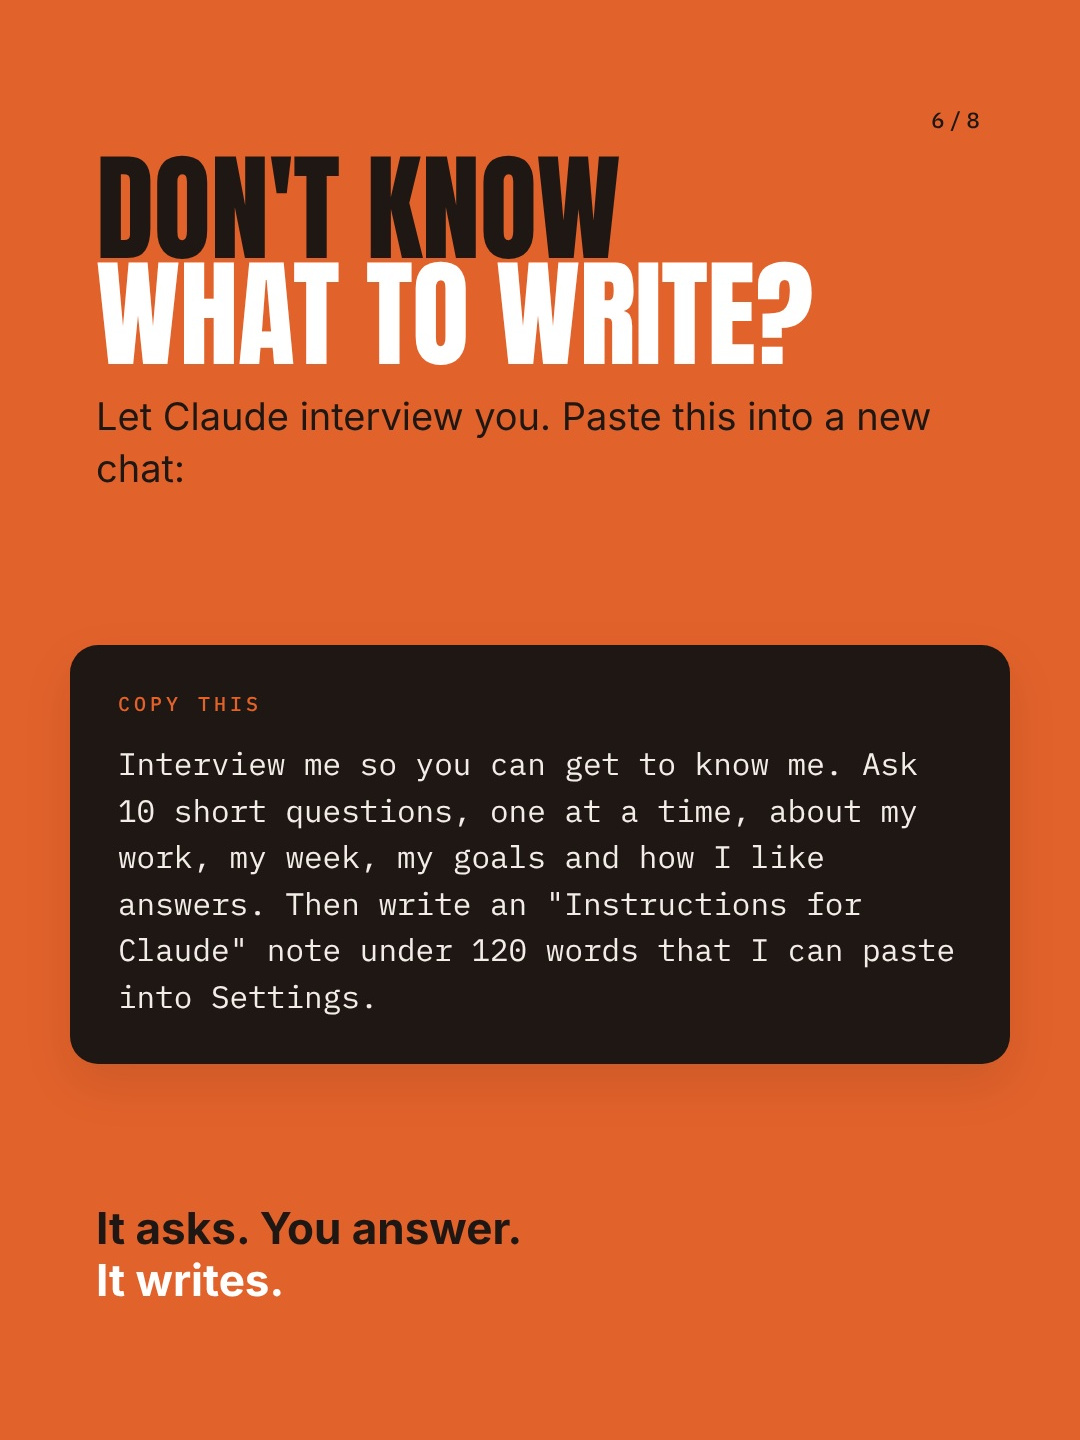 6 / 8
DON'T KNOW
WHAT TO WRITE?
Let Claude interview you. Paste this into a new
chat:
COPY THIS
Interview me so you can get to know me. Ask
10 short questions, one at a time, about my
work, my week, my goals and how I like
answers. Then write an "Instructions for
Claude" note under 120 words that I can paste
into Settings.
It asks. You answer.
It writes.